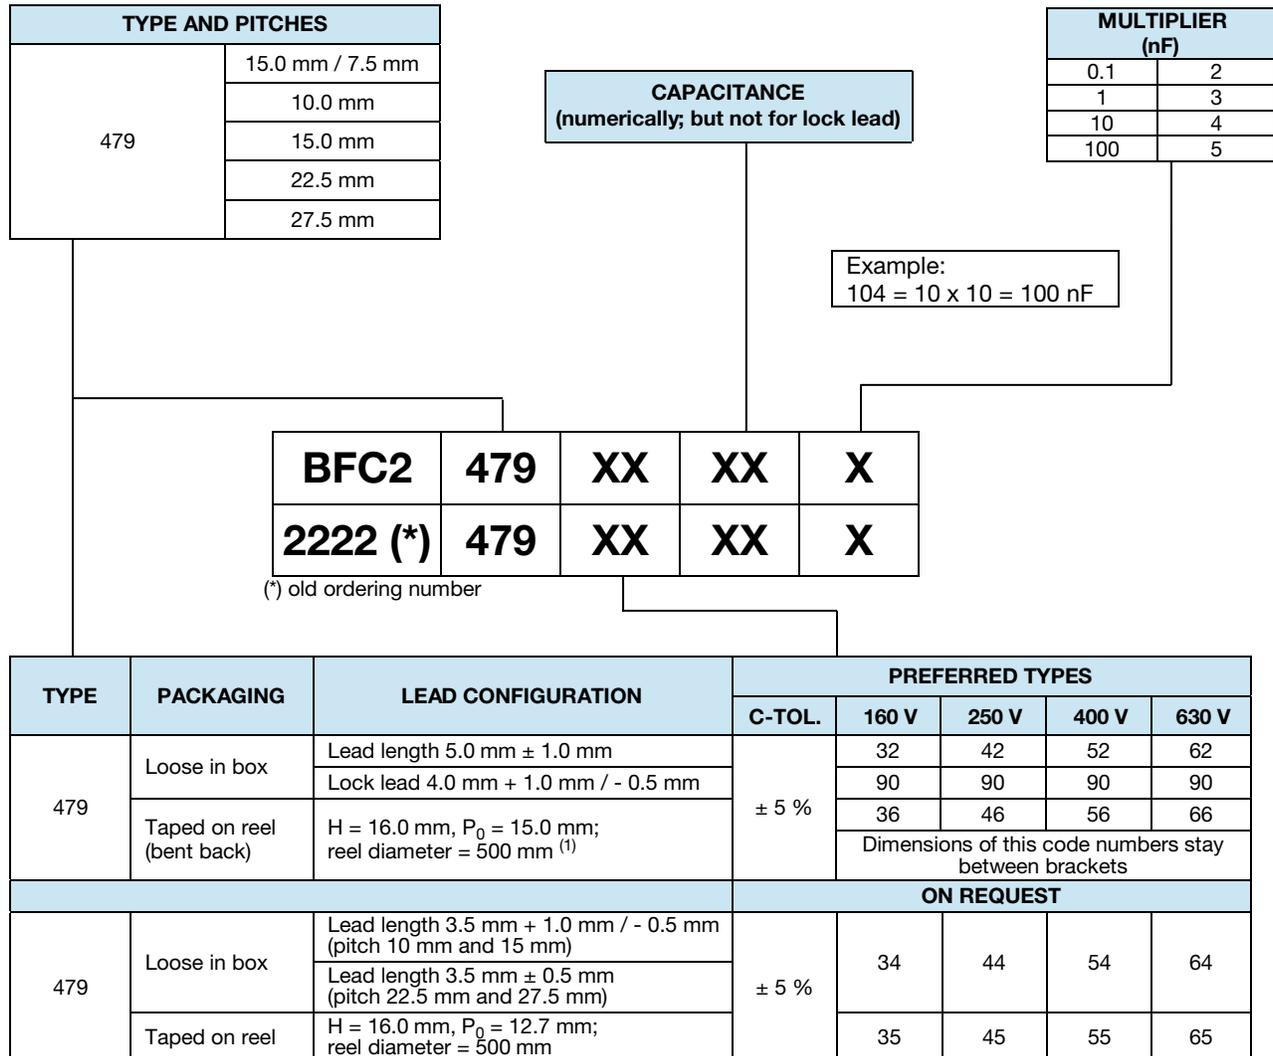 TYPE AND PITCHES
479
15.0 mm / 7.5 mm
10.0 mm
15.0 mm
22.5 mm
27.5 mm
CAPACITANCE
(numerically; but not for lock lead)
MULTIPLIER
(nF)
0.1 2
1 3
10 4
100 5
Example:
104 = 10 x 10 = 100 nF
BFC2 479 XX XX X
2222 (*) 479 XX XX X
(*) old ordering number
TYPE PACKAGING LEAD CONFIGURATION PREFERRED TYPES
C-TOL. 160 V 250 V 400 V 630 V
479
Loose in box
Lead length 5.0 mm ± 1.0 mm
± 5 %
32 42 52 62
Lock lead 4.0 mm + 1.0 mm / - 0.5 mm
90 90 90 90
Taped on reel
(bent back)
H = 16.0 mm, P0 = 15.0 mm;
reel diameter = 500 mm (1)
36 46 56 66
Dimensions of this code numbers stay
between brackets
ON REQUEST
479
Loose in box
Lead length 3.5 mm + 1.0 mm / - 0.5 mm
(pitch 10 mm and 15 mm)
Lead length 3.5 mm ± 0.5 mm
(pitch 22.5 mm and 27.5 mm)
± 5 %
34 44 54 64
Taped on reel
H = 16.0 mm, P0 = 12.7 mm;
reel diameter = 500 mm
35 45 55 65